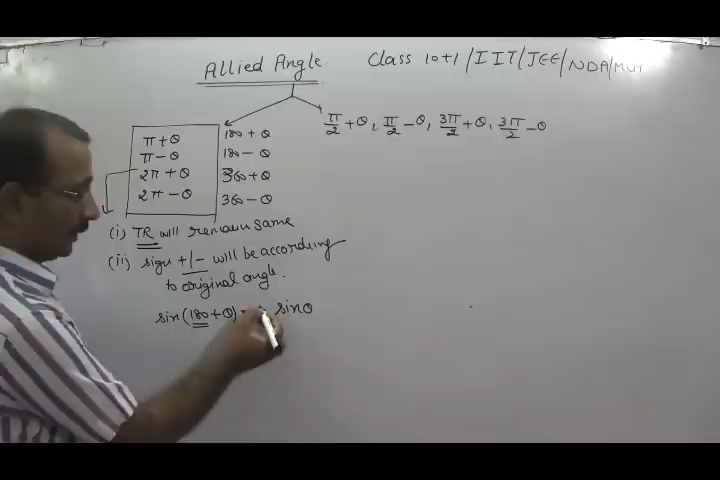 Allied Angle
Class 10+1/IIT/JEE/NDA/
π/2 + θ, π/2 - θ, 3π/2 + θ, 3π/2 - θ
π + θ 180 + θ
π - θ 180 - θ
2π + θ 360 + θ
2π - θ 360 - θ
(i) TR will remain same
(ii) sign +/- will be according
to original angle.
sin(180+θ) sinθ